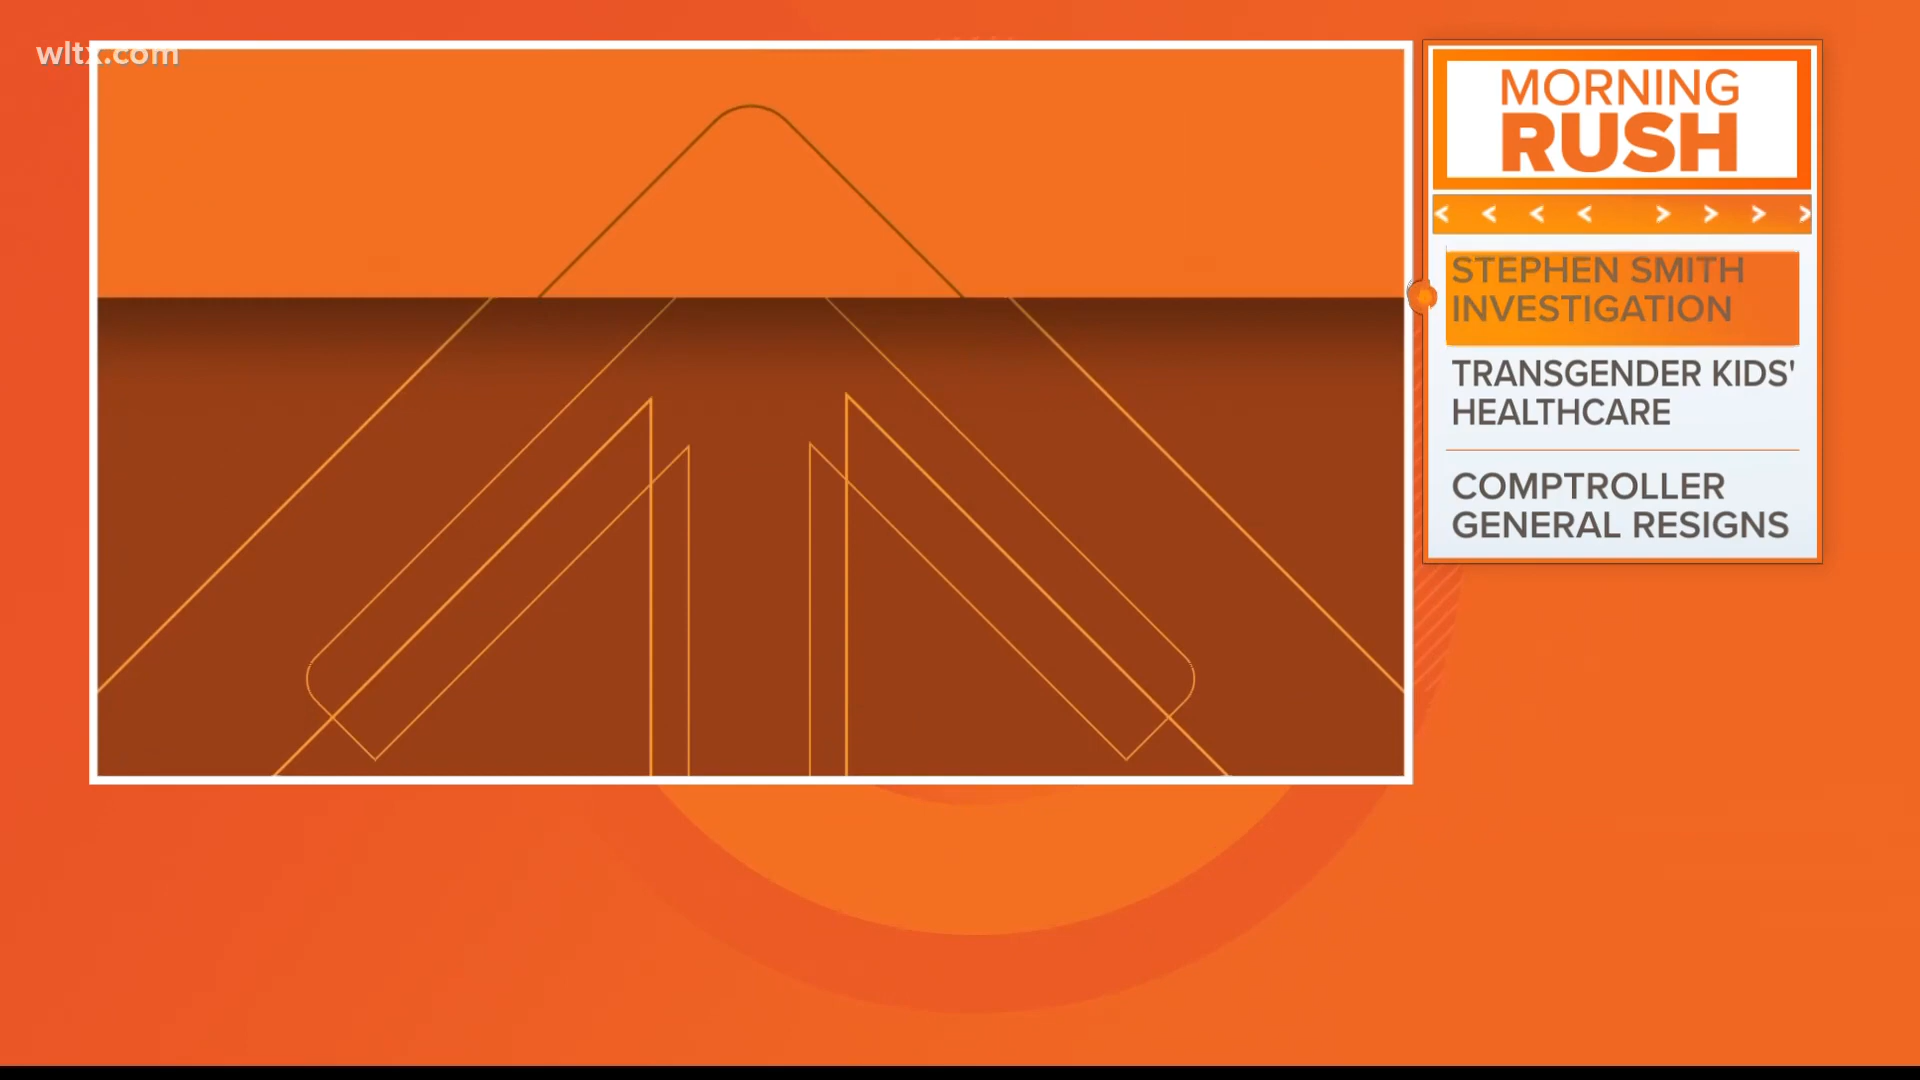 wltx.com
MORNING
RUSH
STEPHEN SMITH
INVESTIGATION
TRANSGENDER KIDS'
HEALTHCARE
COMPTROLLER
GENERAL RESIGNS